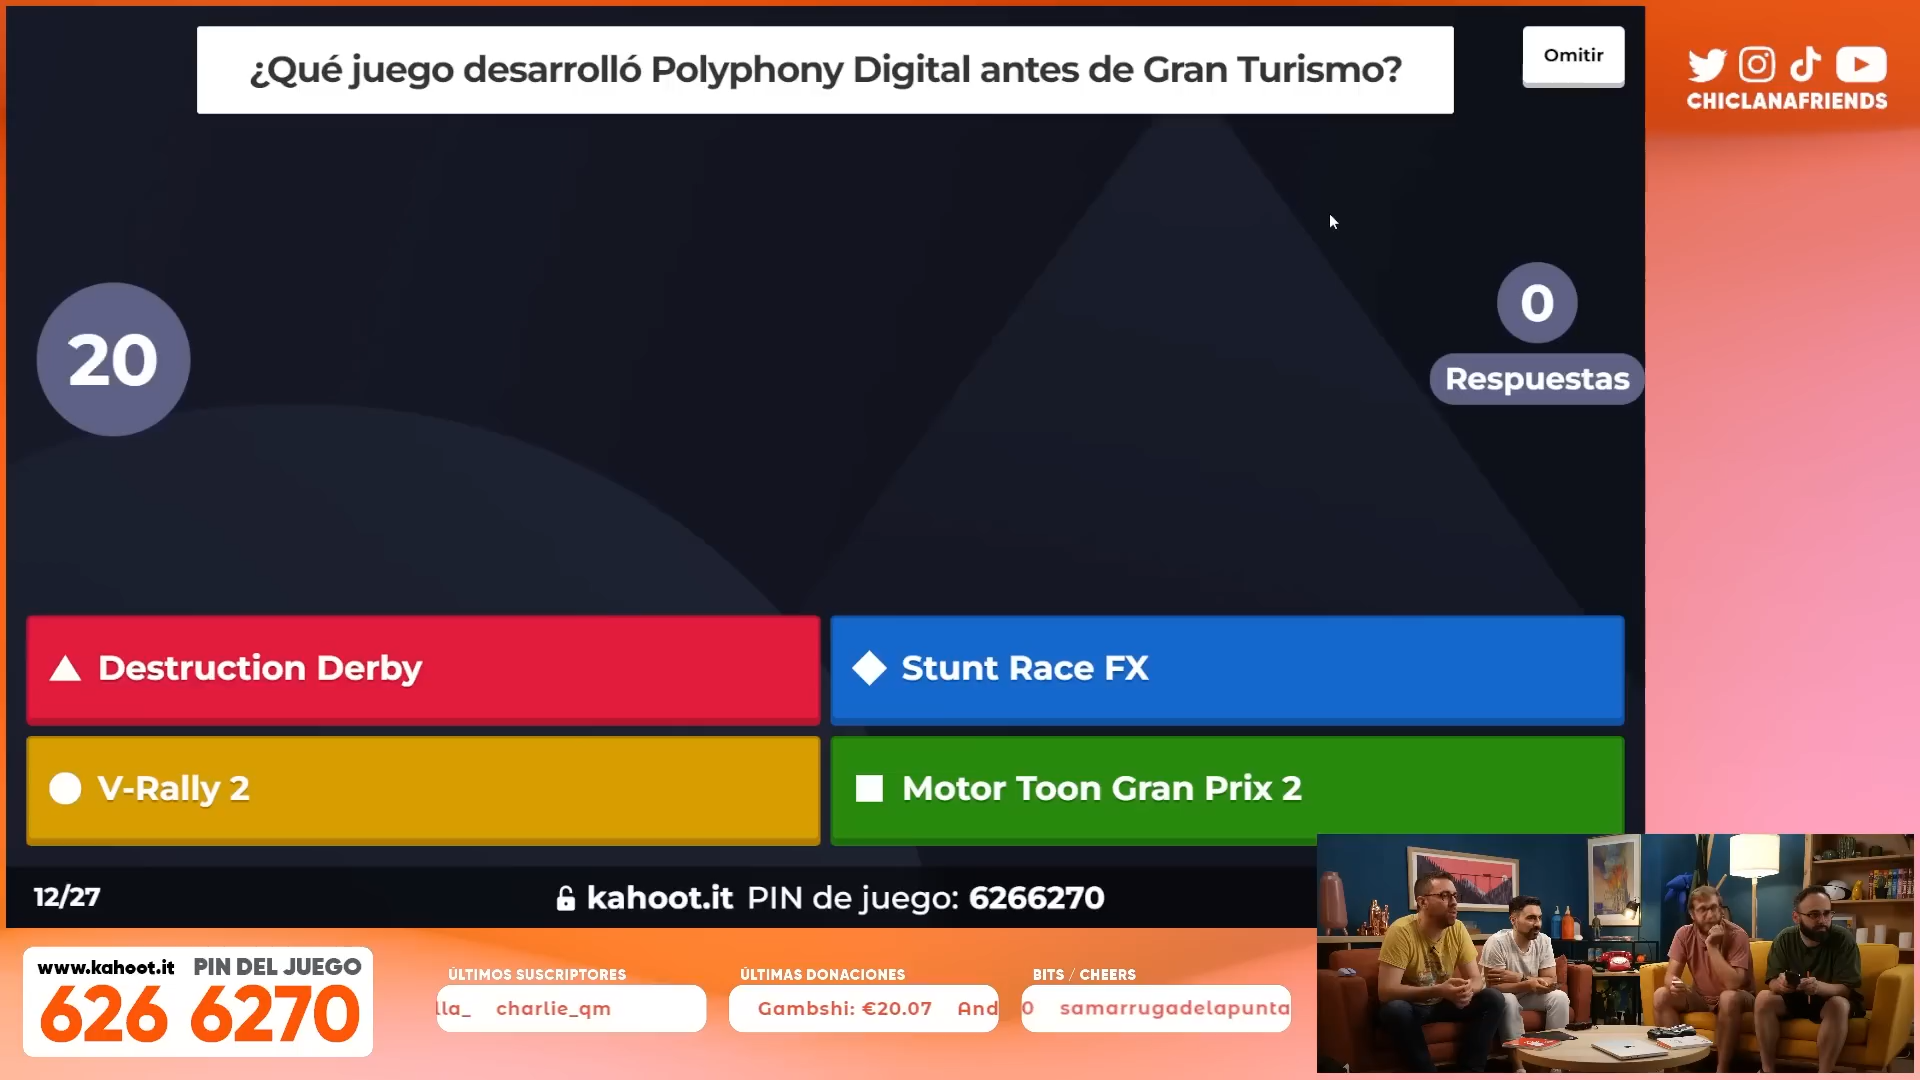 ¿Qué juego desarrolló Polyphony Digital antes de Gran Turismo?
Omitir
CHICLANAFRIENDS
20
0
Respuestas
Destruction Derby
Stunt Race FX
V-Rally 2
Motor Toon Gran Prix 2
12/27
kahoot.it PIN de juego: 6266270
www.kahoot.it PIN DEL JUEGO
626 6270
ÚLTIMOS SUSCRIPTORES
lla_ charlie_qm
ÚLTIMAS DONACIONES
Gambshi: €20.07 And
BITS / CHEERS
0 samarrugadelapunta